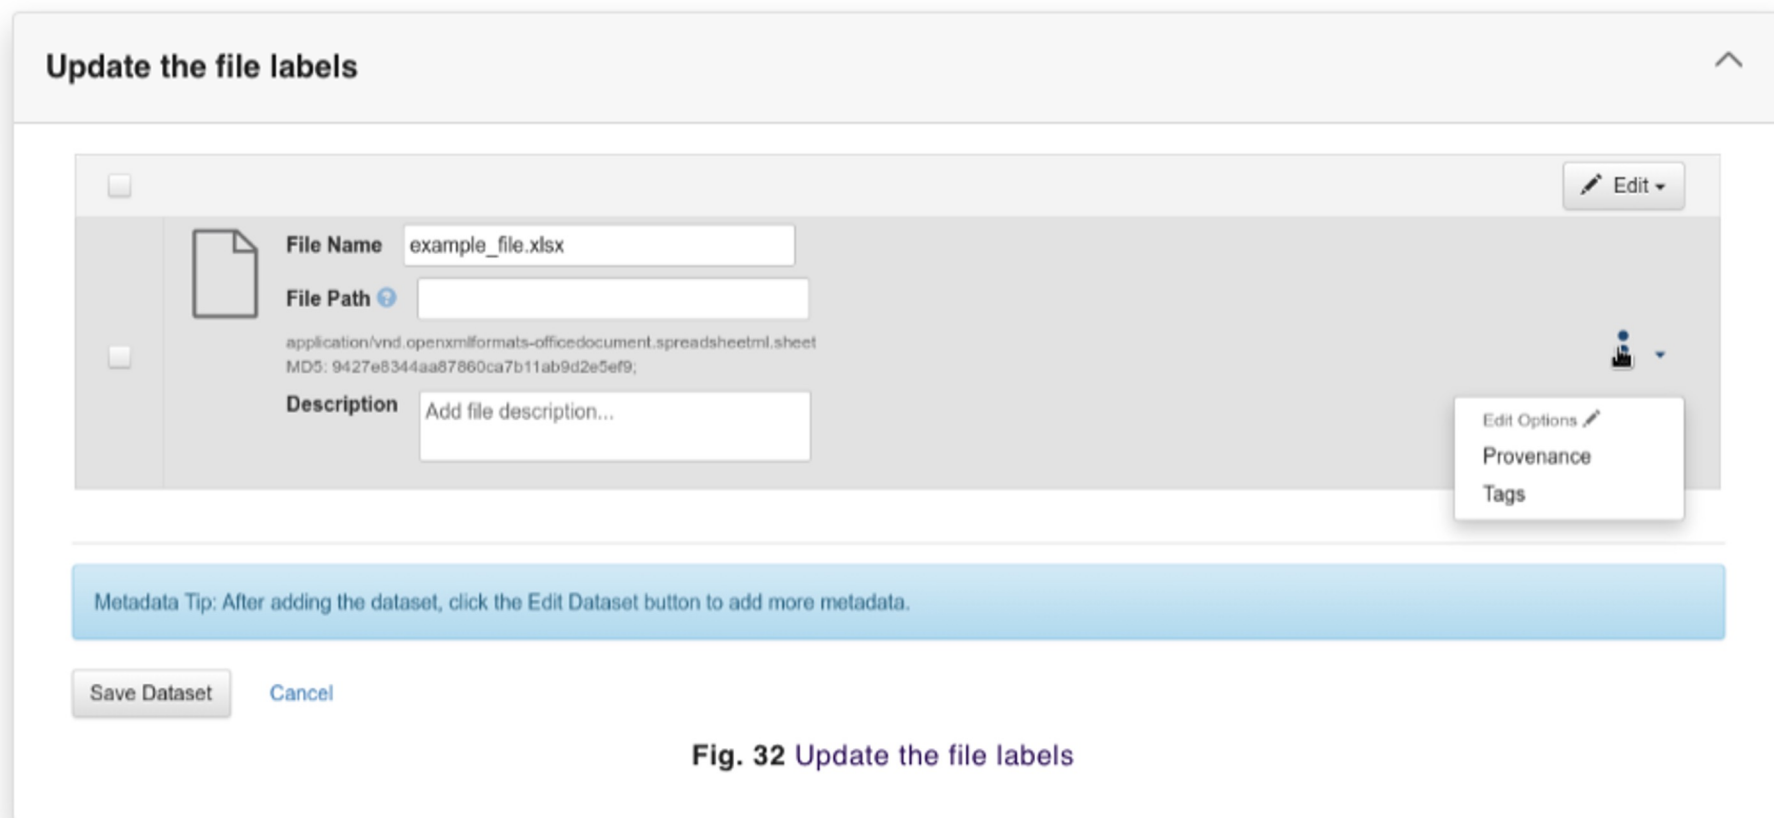 Update the file labels
Edit
File Name example_file.xlsx
File Path ?
application/vnd.openxmlformats-officedocument.spreadsheetml.sheet
MD5: 9427e8344aa87860ca7b11ab9d2e5ef9;
Description Add file description...
Edit Options
Provenance
Tags
Metadata Tip: After adding the dataset, click the Edit Dataset button to add more metadata.
Save Dataset Cancel
Fig. 32 Update the file labels